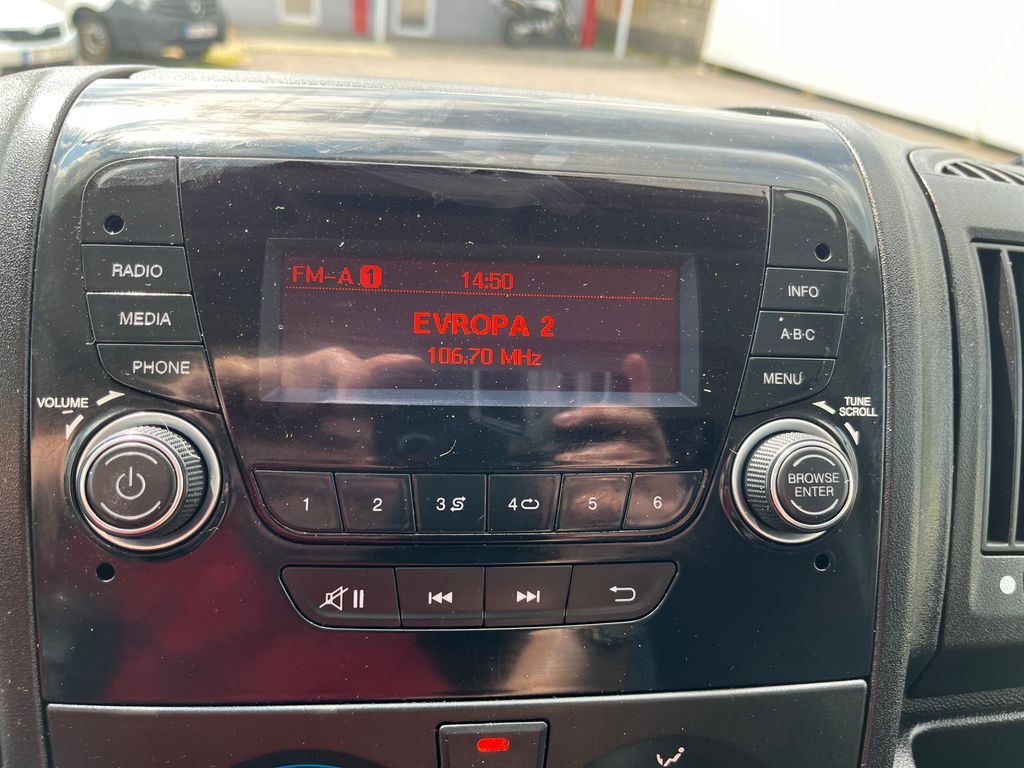 FM-A 1 14:50
EVROPA 2
106.70 MHz
RADIO
MEDIA
PHONE
VOLUME
INFO
A·B·C
MENU
TUNE
SCROLL
BROWSE
ENTER
1 2 3 4 5 6